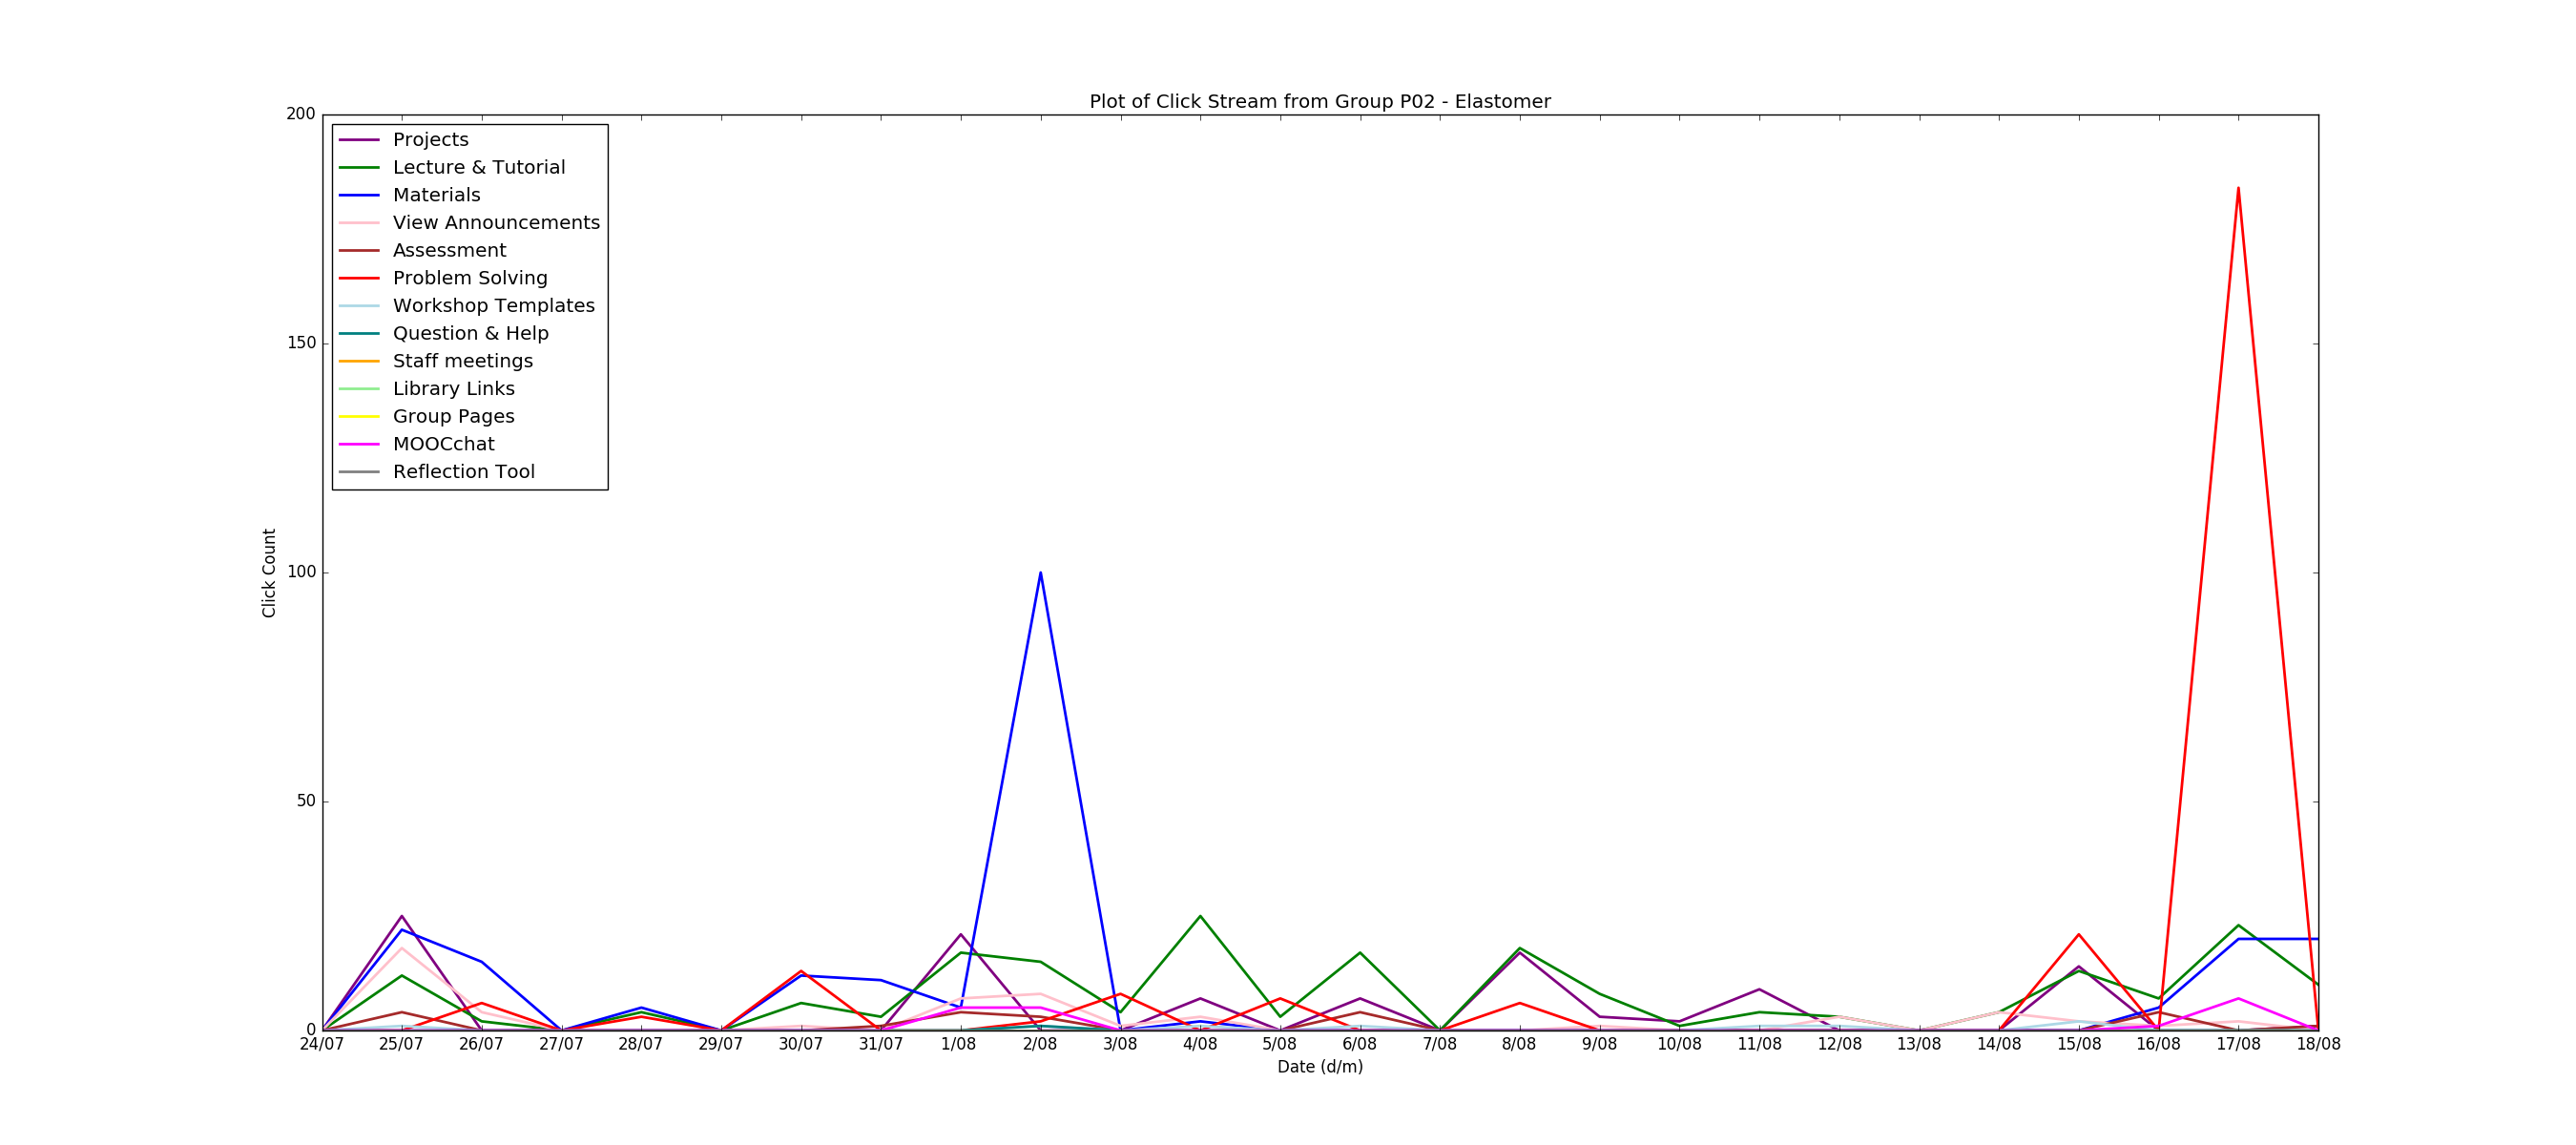 Plot of Click Stream from Group P02 - Elastomer
200
150
100
50
0
Click Count
Projects
Lecture & Tutorial
Materials
View Announcements
Assessment
Problem Solving
Workshop Templates
Question & Help
Staff meetings
Library Links
Group Pages
MOOCchat
Reflection Tool
24/07 25/07 26/07 27/07 28/07 29/07 30/07 31/07 1/08 2/08 3/08 4/08 5/08 6/08 7/08 8/08 9/08 10/08 11/08 12/08 13/08 14/08 15/08 16/08 17/08 18/08
Date (d/m)